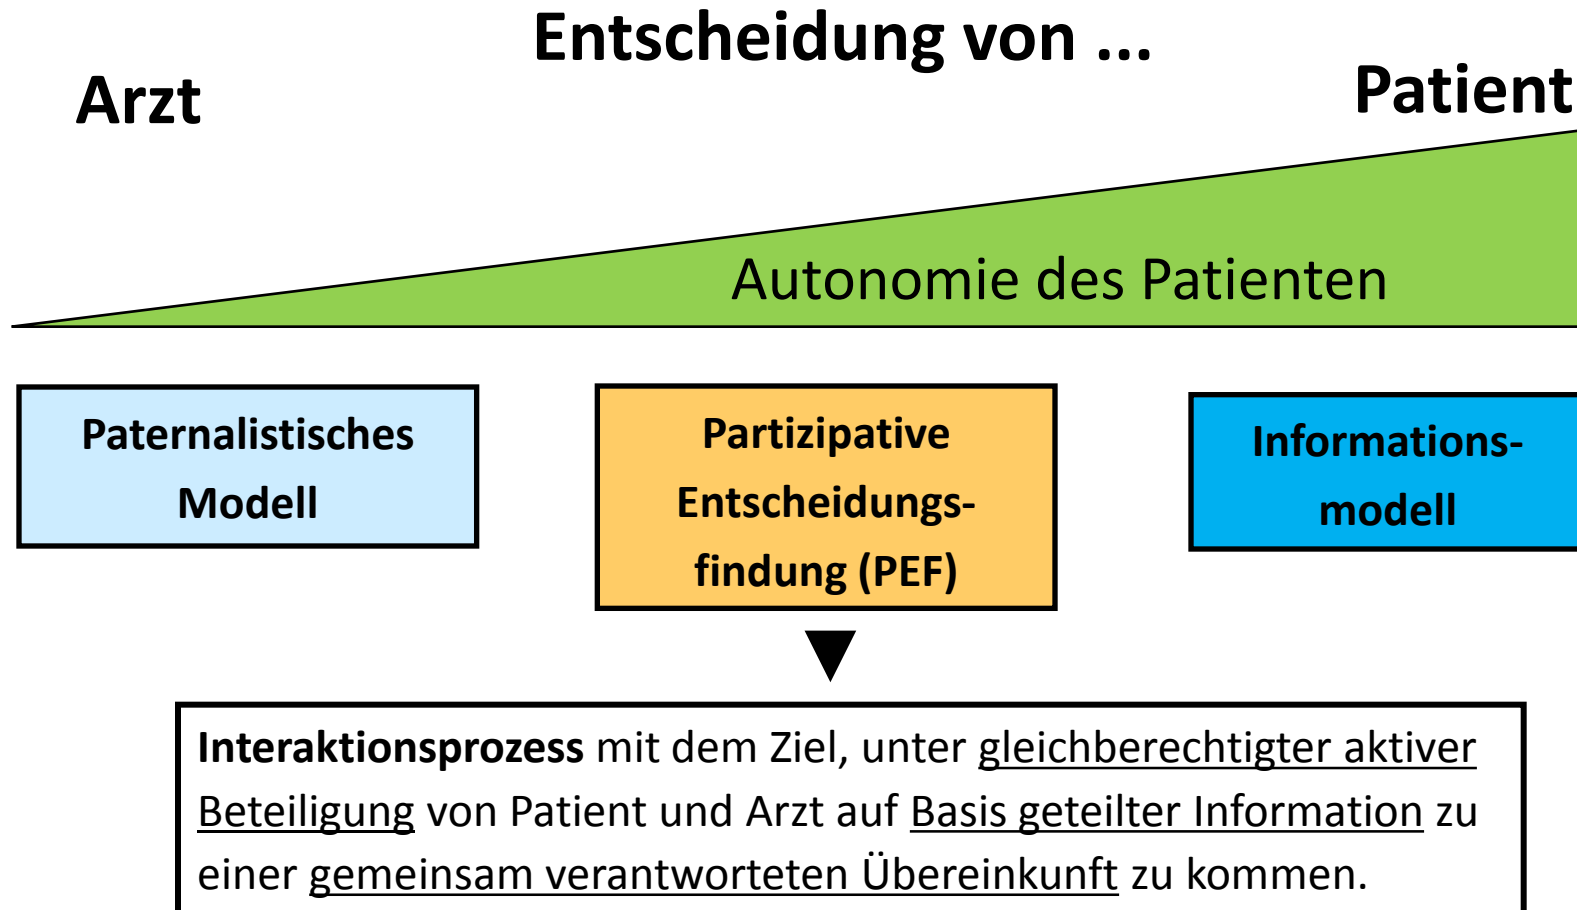 Entscheidung von ...
Arzt
Patient
Autonomie des Patienten
Paternalistisches
Modell
Partizipative
Entscheidungs-
findung (PEF)
Informations-
modell
Interaktionsprozess mit dem Ziel, unter gleichberechtigter aktiver
Beteiligung von Patient und Arzt auf Basis geteilter Information zu
einer gemeinsam verantworteten Übereinkunft zu kommen.